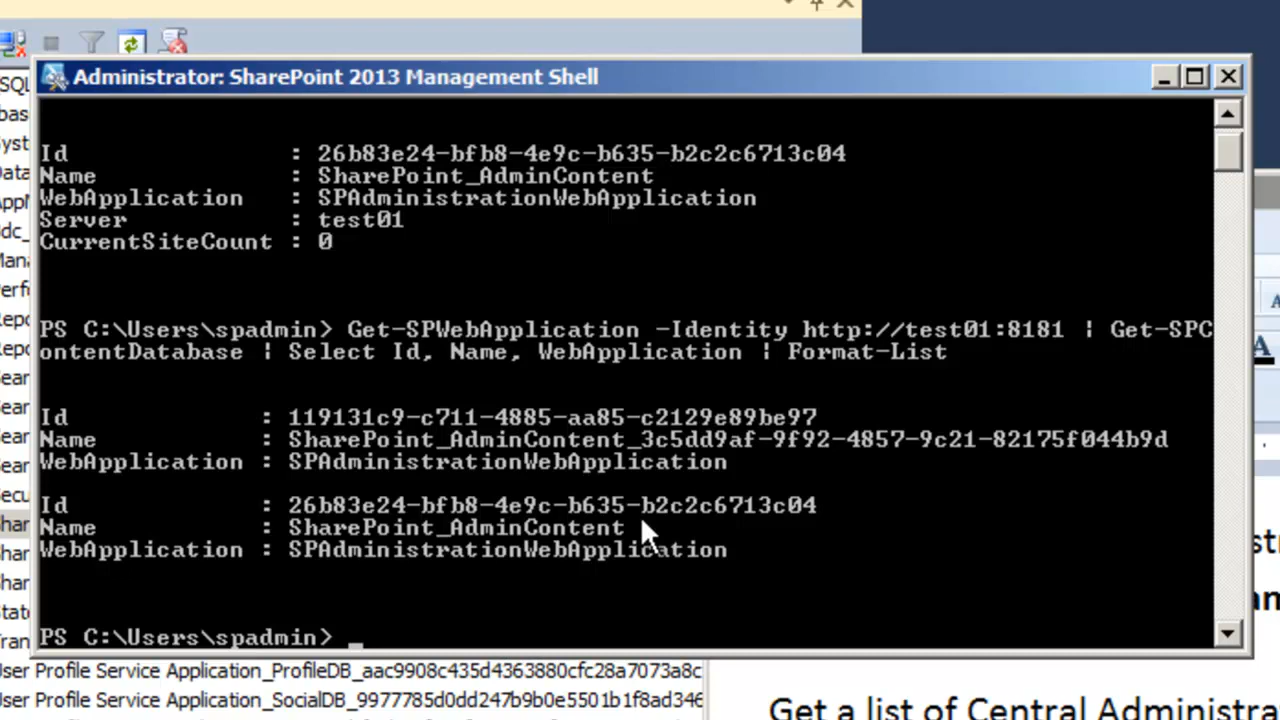 Administrator: SharePoint 2013 Management Shell
Id : 26b83e24-bfb8-4e9c-b635-b2c2c6713c04
Name : SharePoint_AdminContent
WebApplication : SPAdministrationWebApplication
Server : test01
CurrentSiteCount : 0
PS C:\Users\spadmin> Get-SPWebApplication -Identity http://test01:8181 | Get-SPC
ontentDatabase | Select Id, Name, WebApplication | Format-List
Id : 119131c9-c711-4885-aa85-c2129e89be97
Name : SharePoint_AdminContent_3c5dd9af-9f92-4857-9c21-82175f044b9d
WebApplication : SPAdministrationWebApplication
Id : 26b83e24-bfb8-4e9c-b635-b2c2c6713c04
Name : SharePoint_AdminContent
WebApplication : SPAdministrationWebApplication
PS C:\Users\spadmin> _
User Profile Service Application_ProfileDB_aac9908c435d4363880cfc28a7073a8c
User Profile Service Application_SocialDB_9977785d0dd247b9b0e5501b1f8ad346
Get a list of Central Administra